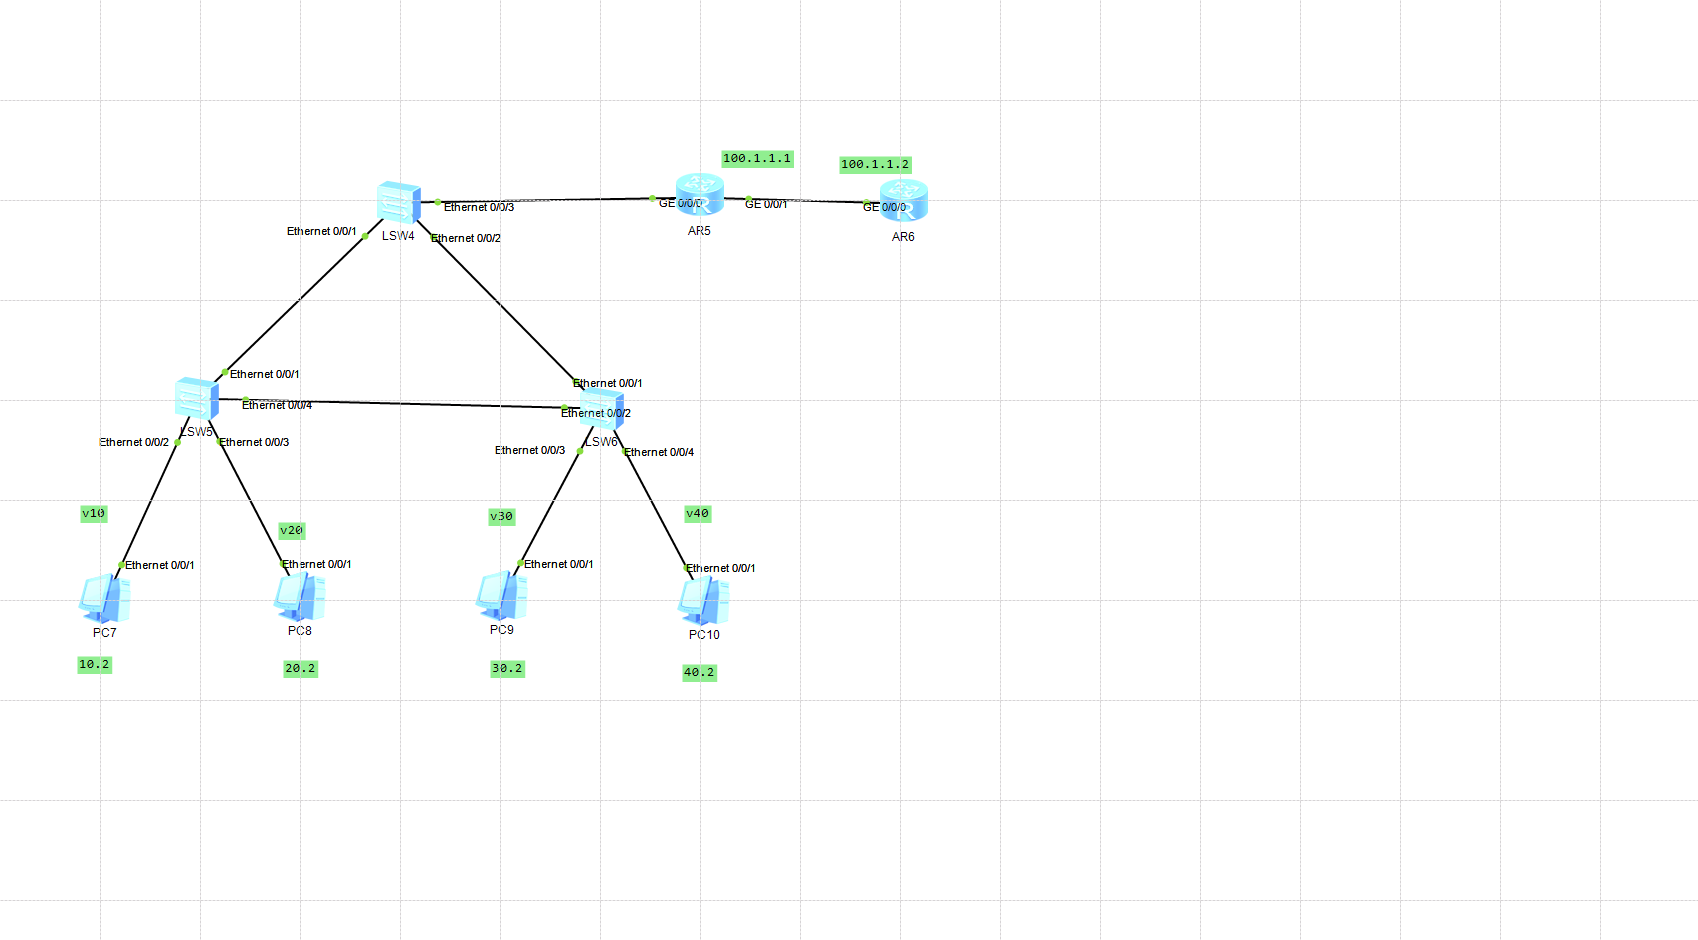 100.1.1.1
100.1.1.2
Ethernet 0/0/3
GE 0/0/0
GE 0/0/1
GE 0/0/0
Ethernet 0/0/1
LSW4
Ethernet 0/0/2
AR5
AR6
Ethernet 0/0/1
Ethernet 0/0/1
Ethernet 0/0/4
Ethernet 0/0/2
LSW5
LSW6
Ethernet 0/0/2
Ethernet 0/0/3
Ethernet 0/0/3
Ethernet 0/0/4
v10
v20
v30
v40
Ethernet 0/0/1
Ethernet 0/0/1
Ethernet 0/0/1
Ethernet 0/0/1
PC7
PC8
PC9
PC10
10.2
20.2
30.2
40.2